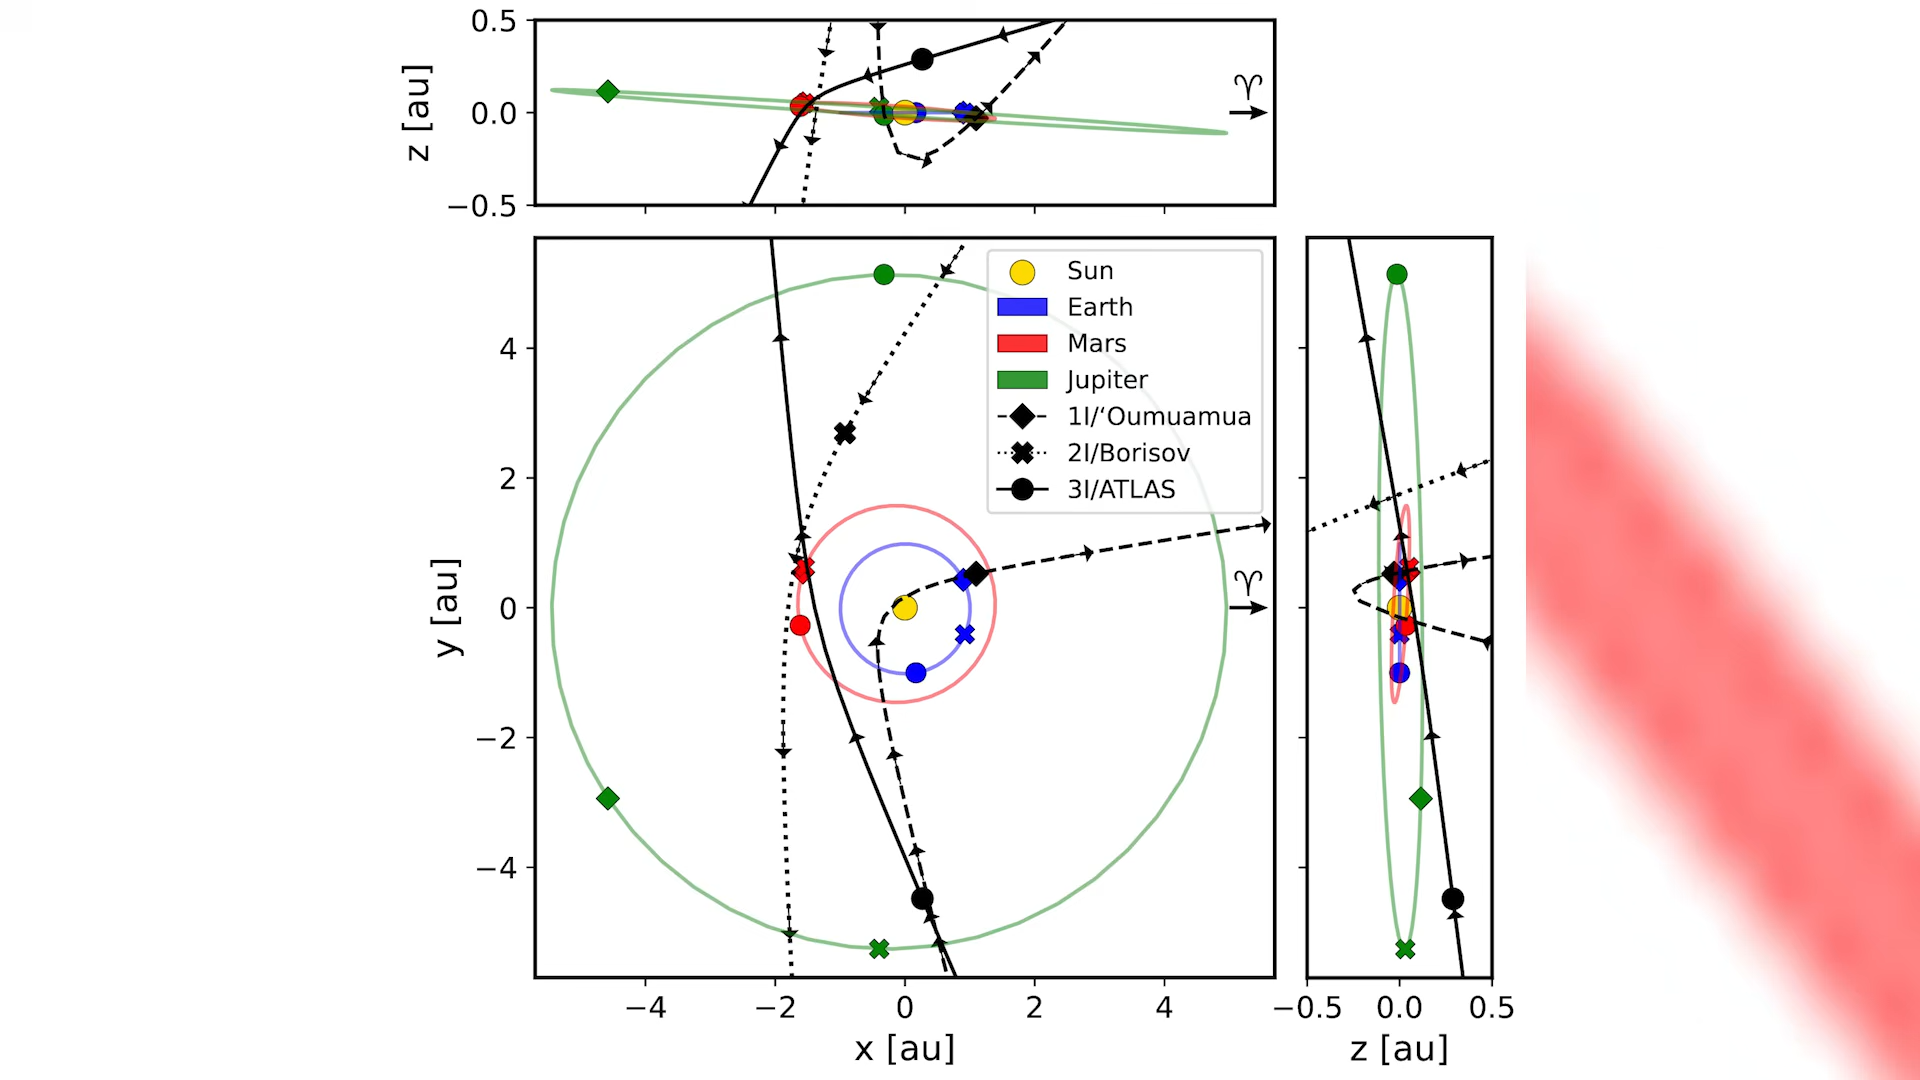 0.5
0.0
−0.5
z [au]
♈
Sun
Earth
Mars
Jupiter
1I/‘Oumuamua
2I/Borisov
3I/ATLAS
4
2
0
−2
−4
y [au]
♈
−4 −2 0 2 4
x [au]
−0.5 0.0 0.5
z [au]